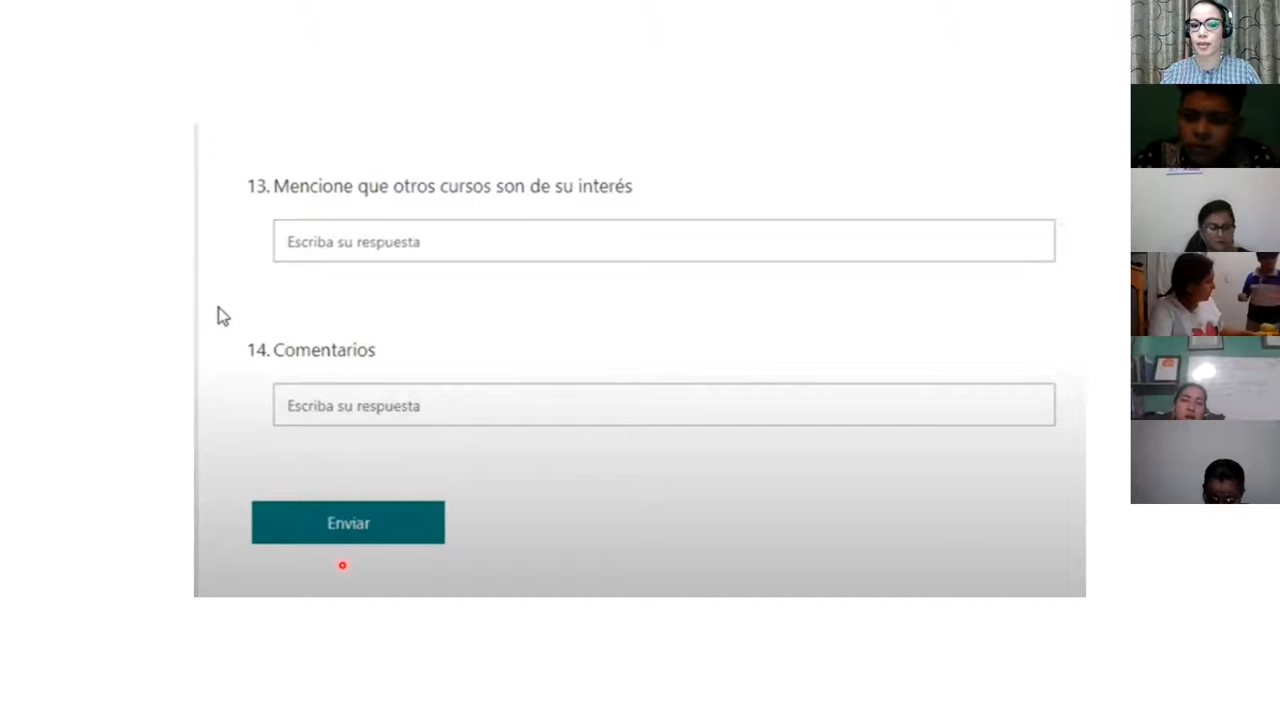 13. Mencione que otros cursos son de su interés
Escriba su respuesta
14. Comentarios
Escriba su respuesta
Enviar